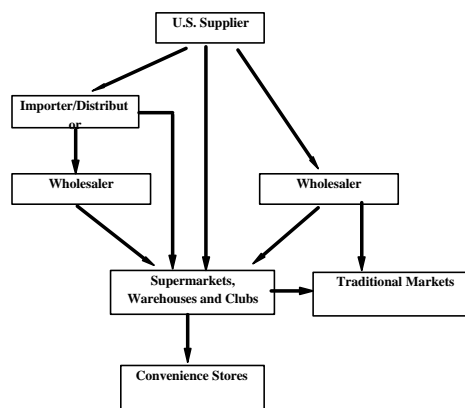 U.S. Supplier
Importer/Distribut
or
Wholesaler
Wholesaler
Supermarkets,
Warehouses and Clubs
Traditional Markets
Convenience Stores